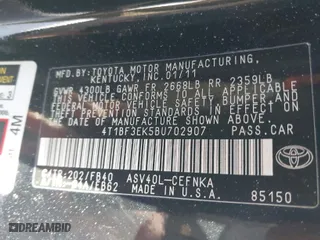 MFD.BY: TOYOTA MOTOR MANUFACTURING,
KENTUCKY, INC. 01/11
GVWR 4300LB GAWR FR 2668LB RR 2359LB
THIS VEHICLE CONFORMS TO ALL APPLICABLE
FEDERAL MOTOR VEHICLE SAFETY, BUMPER, AND
THEFT PREVENTION STANDARDS IN EFFECT ON
THE DATE OF MANUFACTURE SHOWN ABOVE.
4T1BF3EK5BU702907 PASS.CAR
C/TR:202/FB40 ASV40L-CEFNKA
MADE IN U.S.A. 85150
TOYOTA
4M